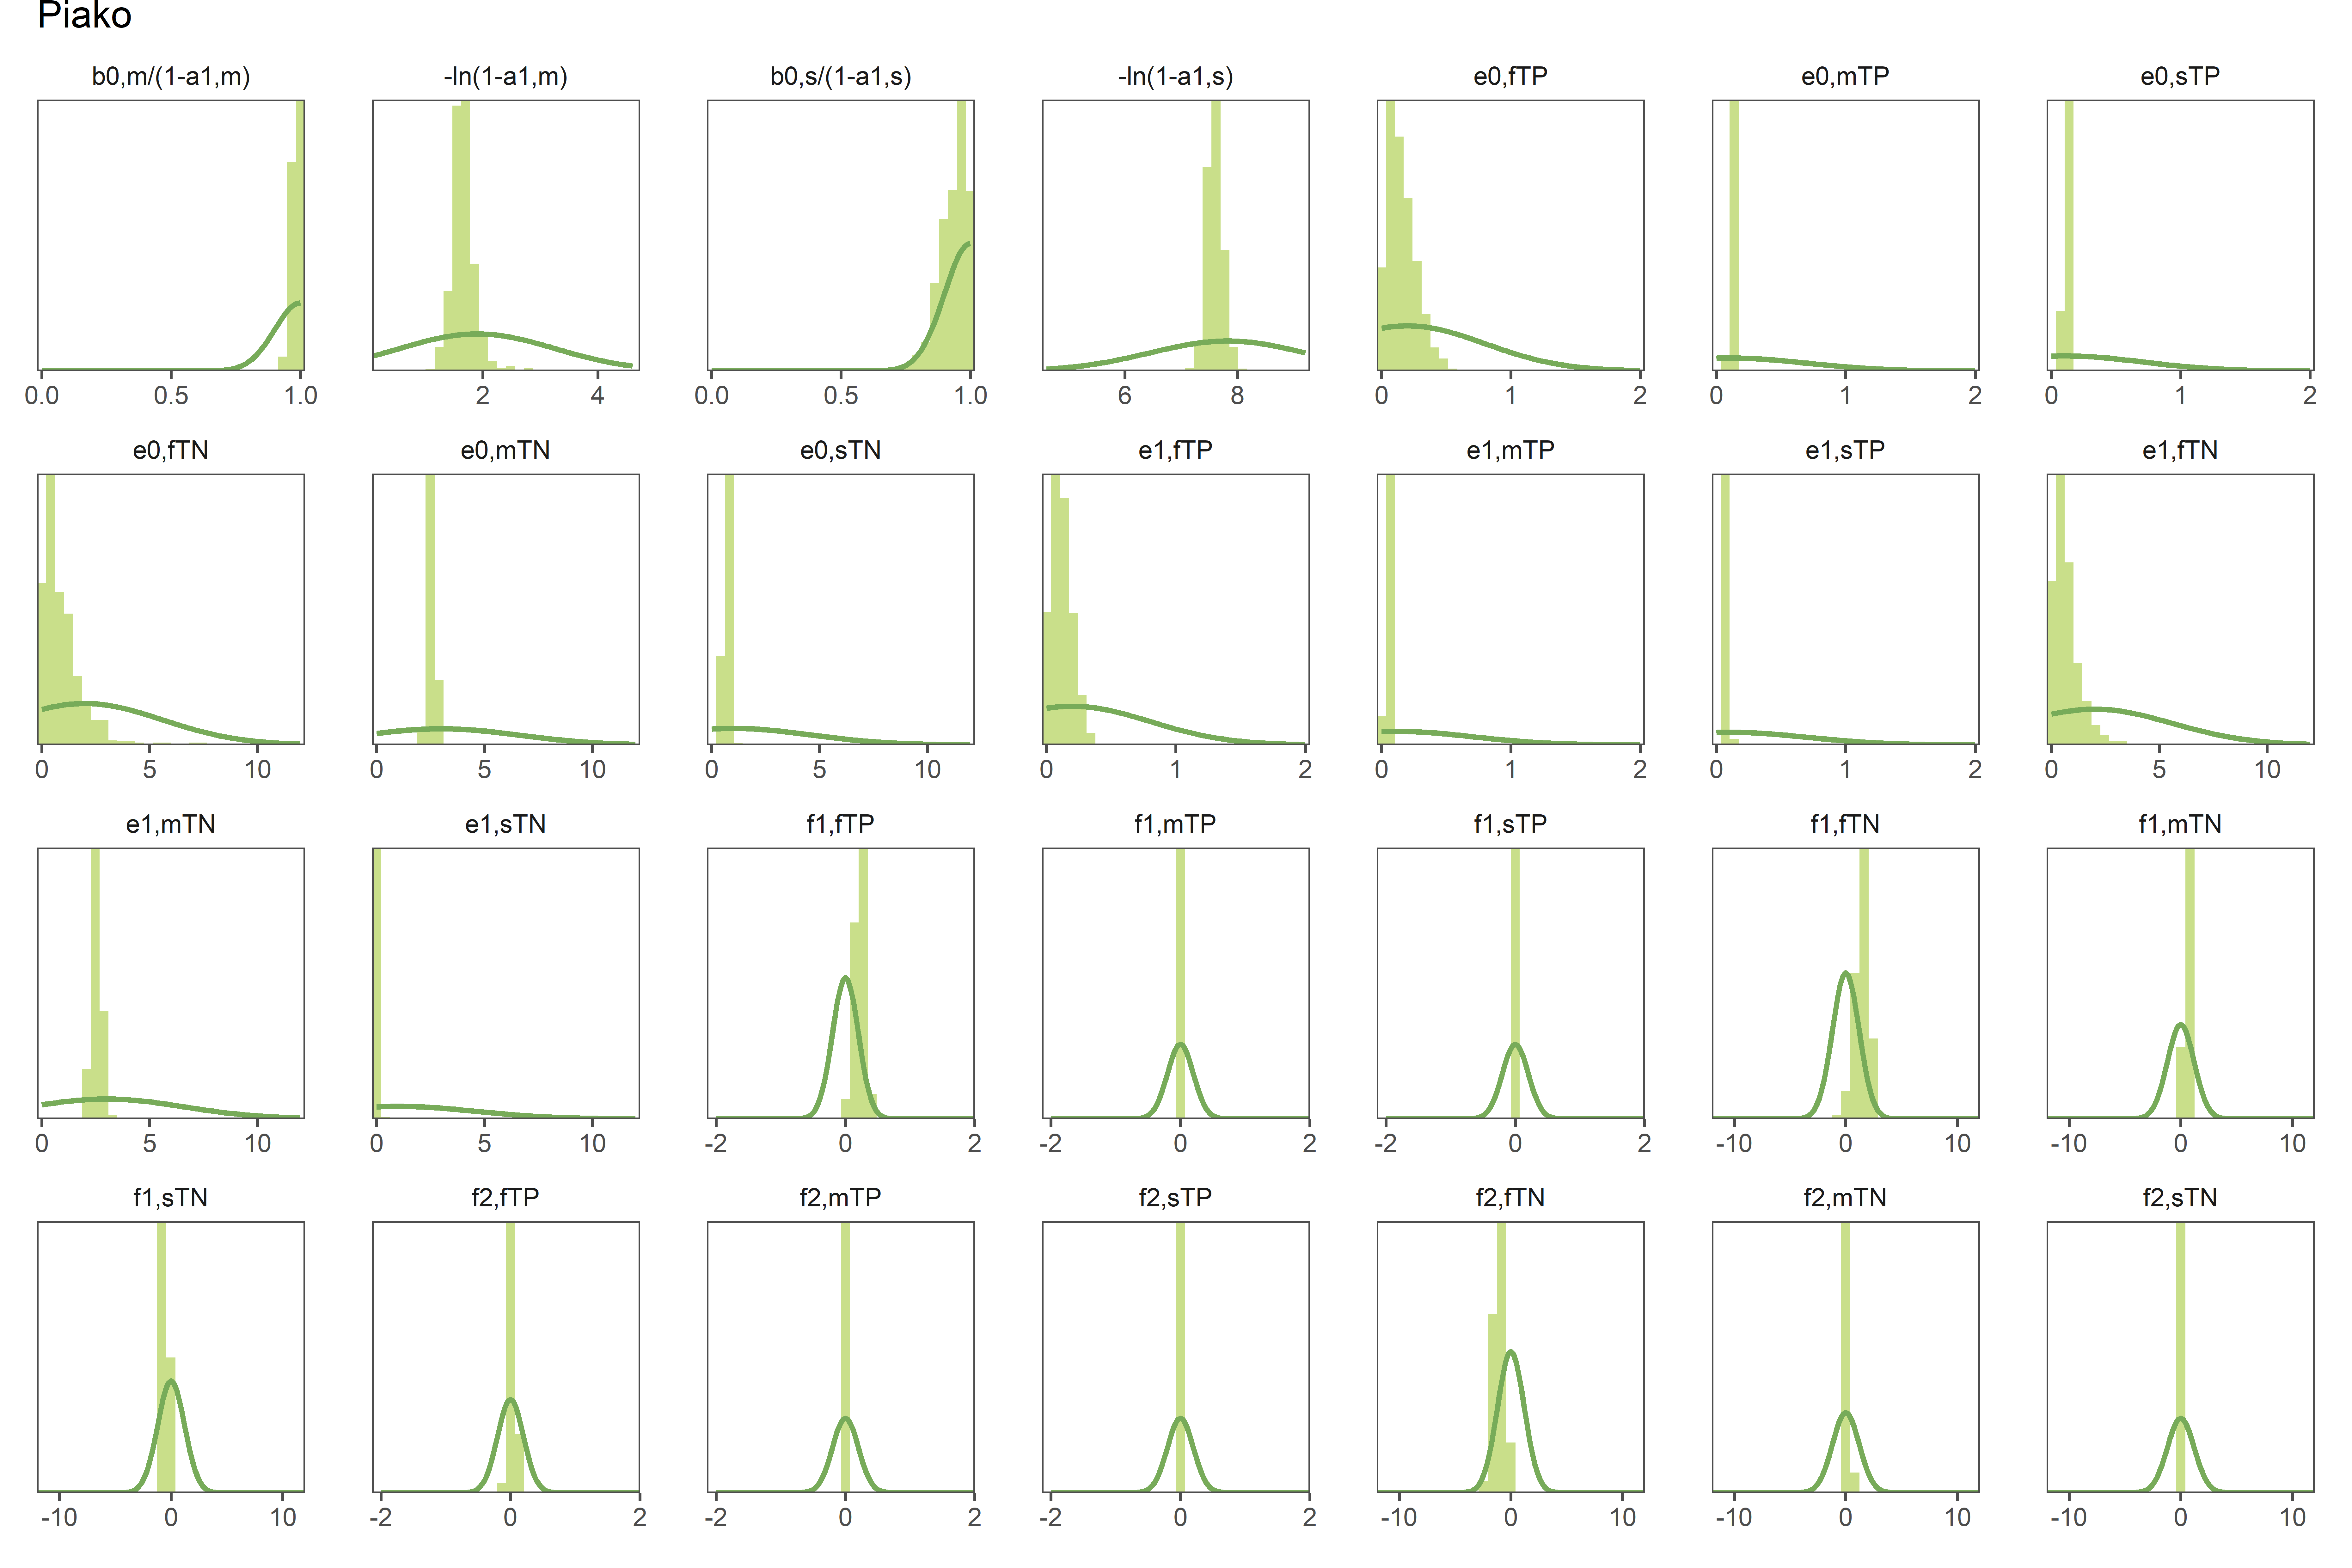 Piako
b0,m/(1-a1,m) -ln(1-a1,m) b0,s/(1-a1,s) -ln(1-a1,s) e0,fTP e0,mTP e0,sTP
0.0 0.5 1.0 2 4 0.0 0.5 1.0 6 8 0 1 2 0 1 2 0 1 2
e0,fTN e0,mTN e0,sTN e1,fTP e1,mTP e1,sTP e1,fTN
0 5 10 0 5 10 0 5 10 0 1 2 0 1 2 0 1 2 0 5 10
e1,mTN e1,sTN f1,fTP f1,mTP f1,sTP f1,fTN f1,mTN
0 5 10 0 5 10 -2 0 2 -2 0 2 -2 0 2 -10 0 10 -10 0 10
f1,sTN f2,fTP f2,mTP f2,sTP f2,fTN f2,mTN f2,sTN
-10 0 10 -2 0 2 -2 0 2 -2 0 2 -10 0 10 -10 0 10 -10 0 10